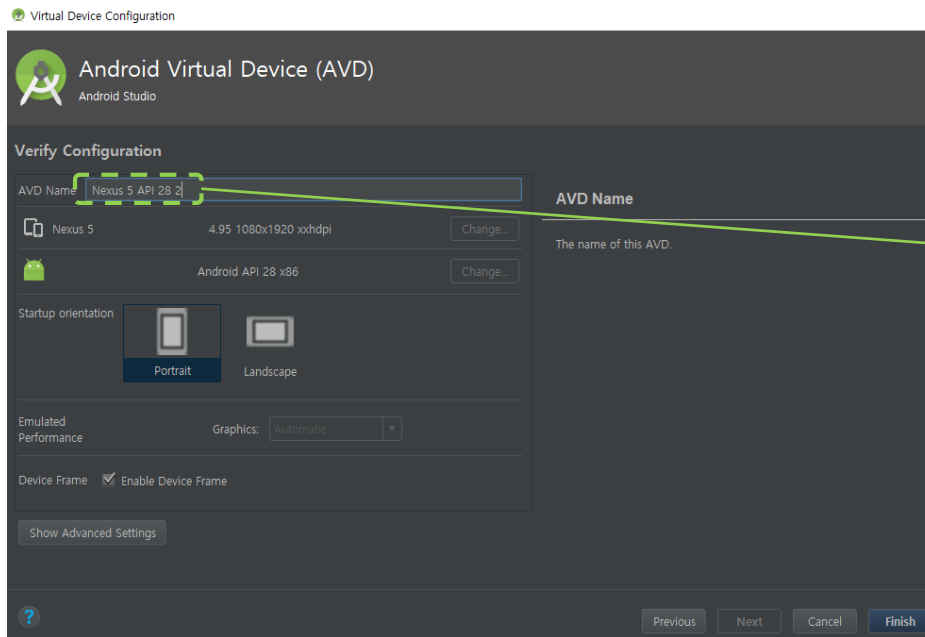 Virtual Device Configuration
Android Virtual Device (AVD)
Android Studio
Verify Configuration
AVD Name Nexus 5 API 28 2
Nexus 5 4.95 1080x1920 xxhdpi Change...
Android API 28 x86 Change...
Startup orientation
Portrait Landscape
Emulated
Performance
Graphics: Automatic
Device Frame Enable Device Frame
Show Advanced Settings
AVD Name
The name of this AVD.
? Previous Next Cancel Finish